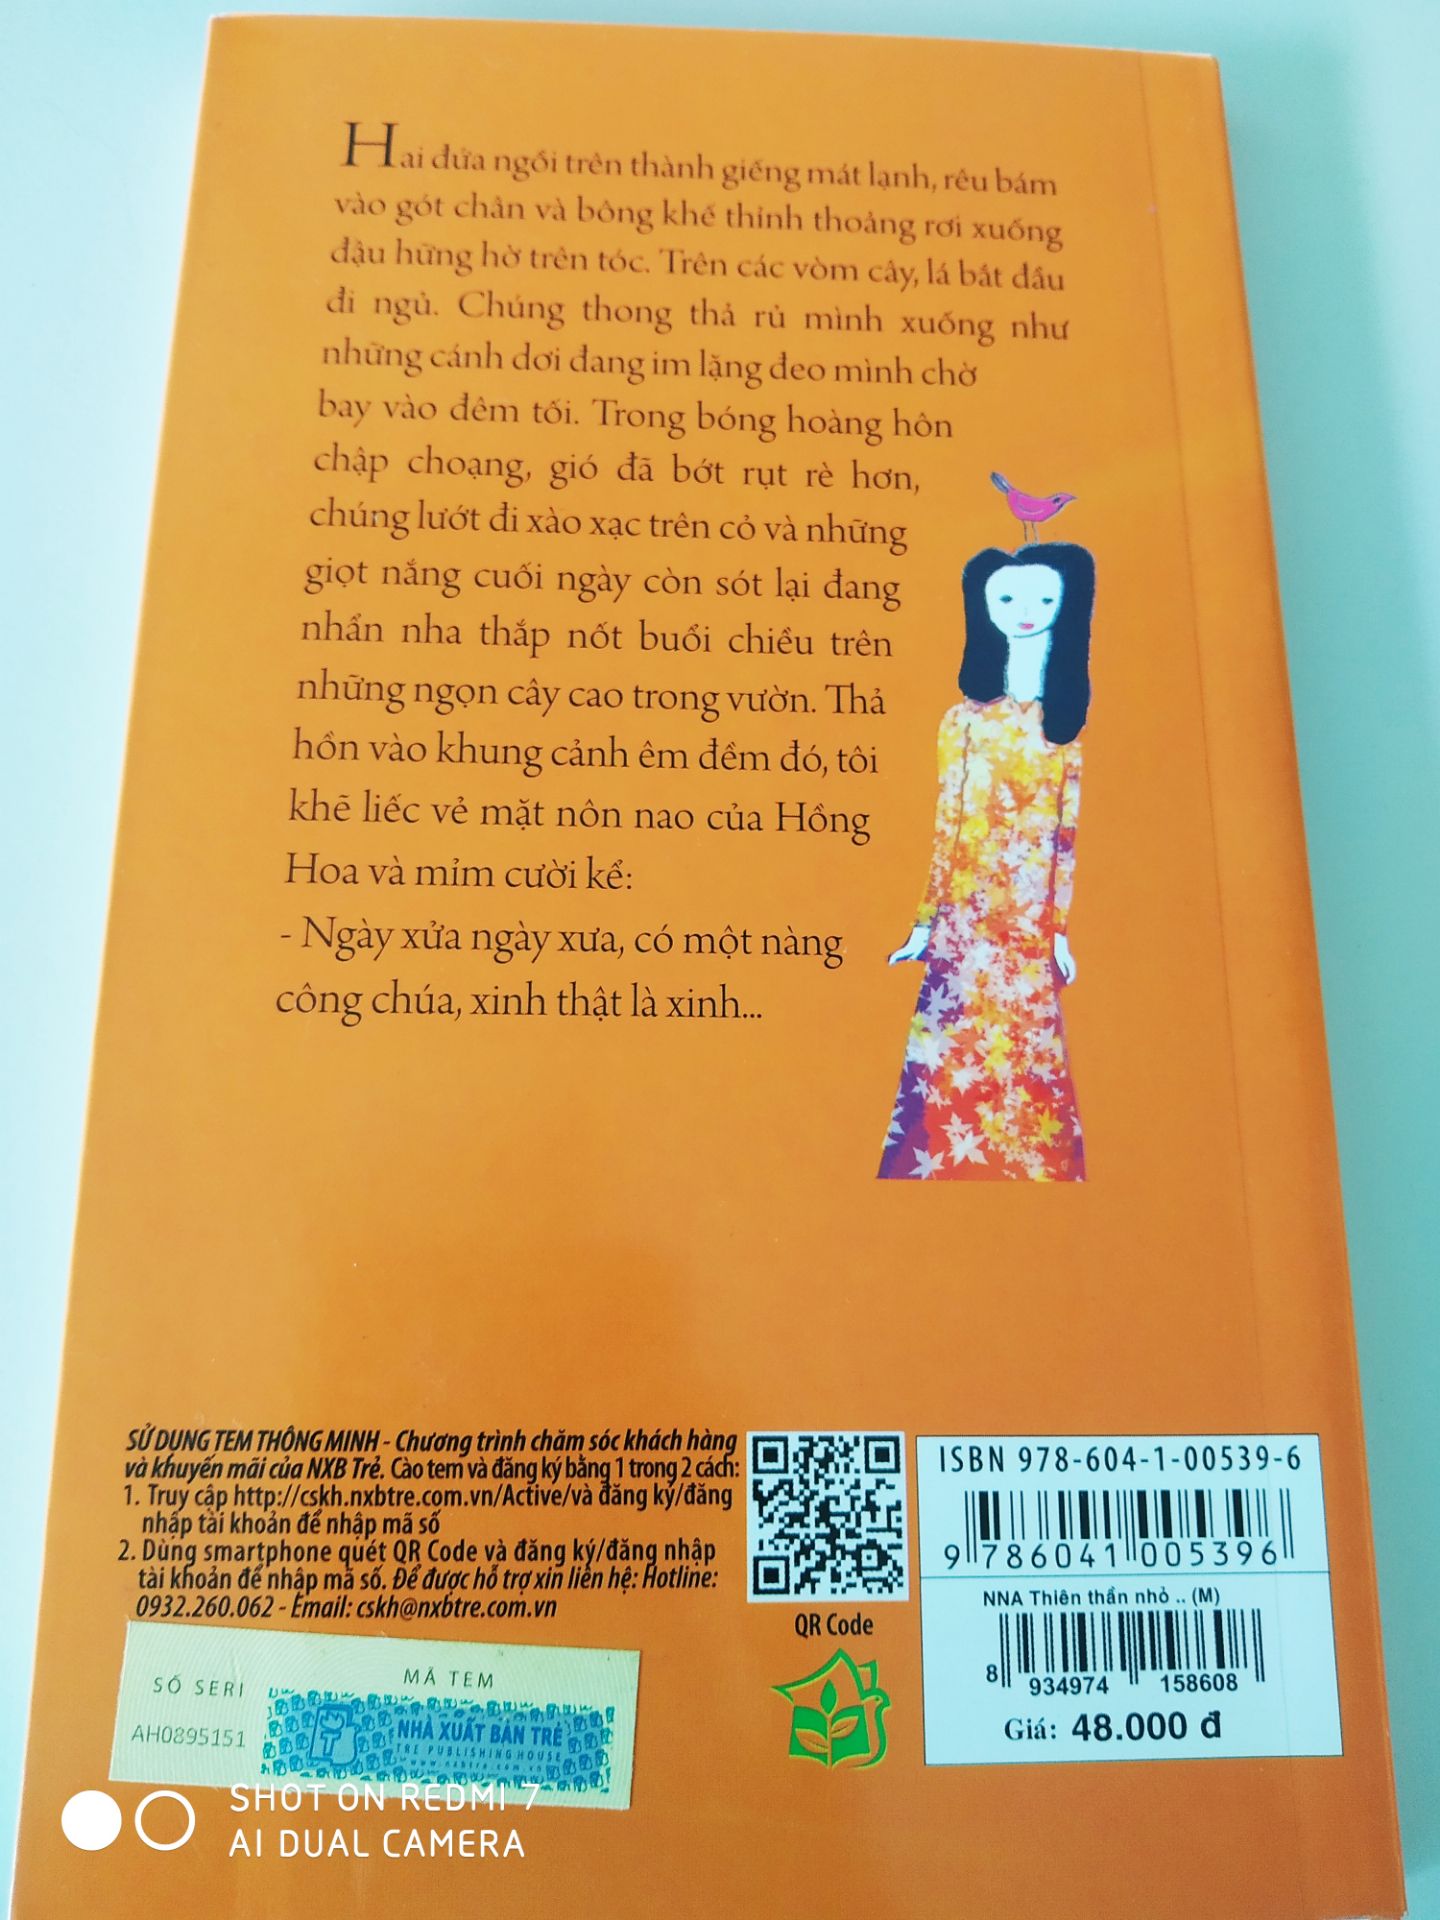 Hai đứa ngồi trên thành giếng mát lạnh, rêu bám
vào gót chân và bông khế thỉnh thoảng rơi xuống
đậu hững hờ trên tóc. Trên các vòm cây, lá bắt đầu
đi ngủ. Chúng thong thả rủ mình xuống như
những cánh dơi đang im lặng đeo mình chờ
bay vào đêm tối. Trong bóng hoàng hôn
chập choạng, gió đã bớt rụt rè hơn,
chúng lướt đi xào xạc trên cỏ và những
giọt nắng cuối ngày còn sót lại đang
nhẩn nha thắp nốt buổi chiều trên
những ngọn cây cao trong vườn. Thả
hồn vào khung cảnh êm đềm đó, tôi
khẽ liếc vẻ mặt nôn nao của Hồng
Hoa và mỉm cười kể:
- Ngày xửa ngày xưa, có một nàng
công chúa, xinh thật là xinh...
SỬ DỤNG TEM THÔNG MINH - Chương trình chăm sóc khách hàng
và khuyến mãi của NXB Trẻ. Cào tem và đăng ký bằng 1 trong 2 cách:
1. Truy cập http://cskh.nxbtre.com.vn/Active/và đăng ký/đăng
nhập tài khoản để nhập mã số
2. Dùng smartphone quét QR Code và đăng ký/đăng nhập
tài khoản để nhập mã số. Để được hỗ trợ xin liên hệ: Hotline:
0932.260.062 - Email: cskh@nxbtre.com.vn
QR Code
ISBN 978-604-1-00539-6
9 786041 005396
NNA Thiên thần nhỏ .. (M)
8 934974 158608
Giá: 48.000 đ
SỐ SERI
MÃ TEM
AH0895151
NHÀ XUẤT BẢN TRẺ
TRE PUBLISHING HOUSE
www.nxbtre.com.vn
SHOT ON REDMI 7
AI DUAL CAMERA